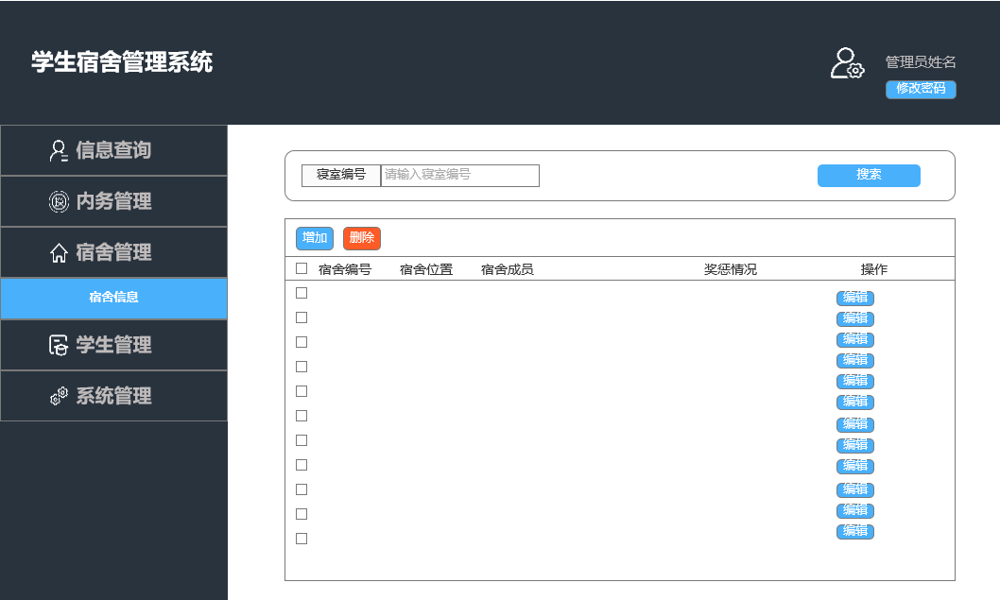 学生宿舍管理系统
管理员姓名
修改密码
信息查询
内务管理
宿舍管理
宿舍信息
学生管理
系统管理
寝室编号 请输入寝室编号 搜索
增加 删除
宿舍编号 宿舍位置 宿舍成员 奖惩情况 操作
编辑
编辑
编辑
编辑
编辑
编辑
编辑
编辑
编辑
编辑
编辑
编辑